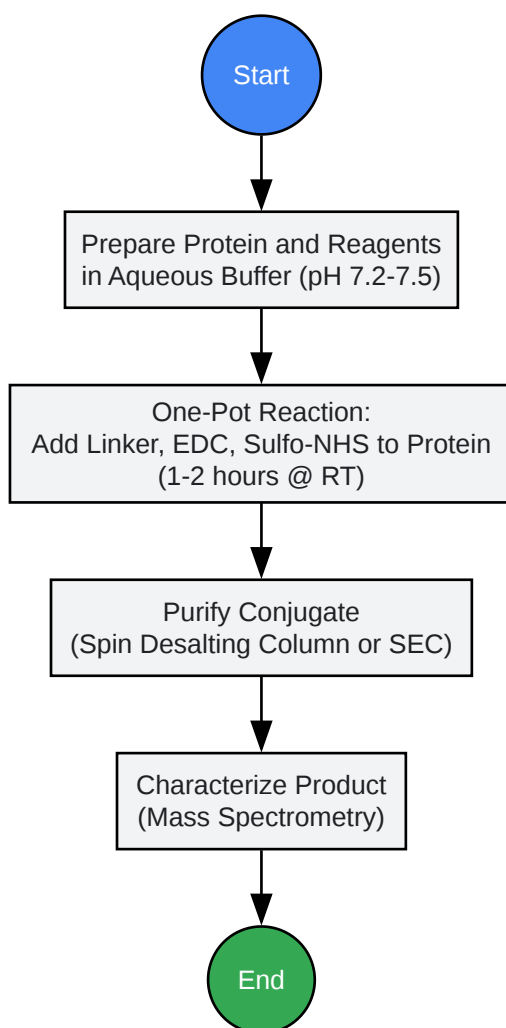 Start
Prepare Protein and Reagents
in Aqueous Buffer (pH 7.2-7.5)
One-Pot Reaction:
Add Linker, EDC, Sulfo-NHS to Protein
(1-2 hours @ RT)
Purify Conjugate
(Spin Desalting Column or SEC)
Characterize Product
(Mass Spectrometry)
End